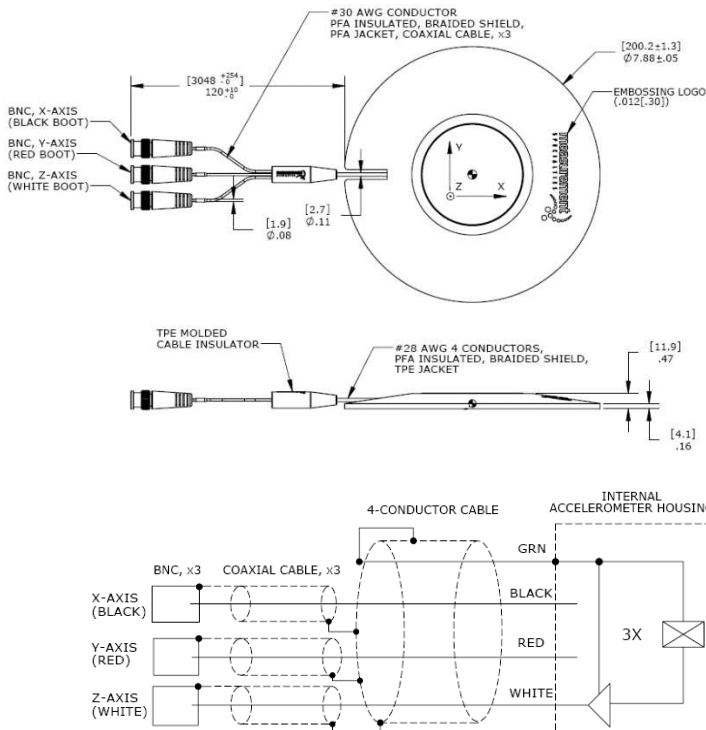 #30 AWG CONDUCTOR
PFA INSULATED, BRAIDED SHIELD,
PFA JACKET, COAXIAL CABLE, x3
[200.2±1.3]
Ø7.88±.05
[3048 +254 -0]
120 +10 -0
EMBOSSING LOGO
(.012[.30])
BNC, X-AXIS
(BLACK BOOT)
BNC, Y-AXIS
(RED BOOT)
BNC, Z-AXIS
(WHITE BOOT)
measurement
Y
Z
X
[1.9]
Ø.08
[2.7]
Ø.11
TPE MOLDED
CABLE INSULATOR
#28 AWG 4 CONDUCTORS,
PFA INSULATED, BRAIDED SHIELD,
TPE JACKET
[11.9]
.47
[4.1]
.16
INTERNAL
ACCELEROMETER HOUSING
4-CONDUCTOR CABLE
BNC, x3
COAXIAL CABLE, x3
GRN
X-AXIS
(BLACK)
BLACK
Y-AXIS
(RED)
RED
3X
Z-AXIS
(WHITE)
WHITE